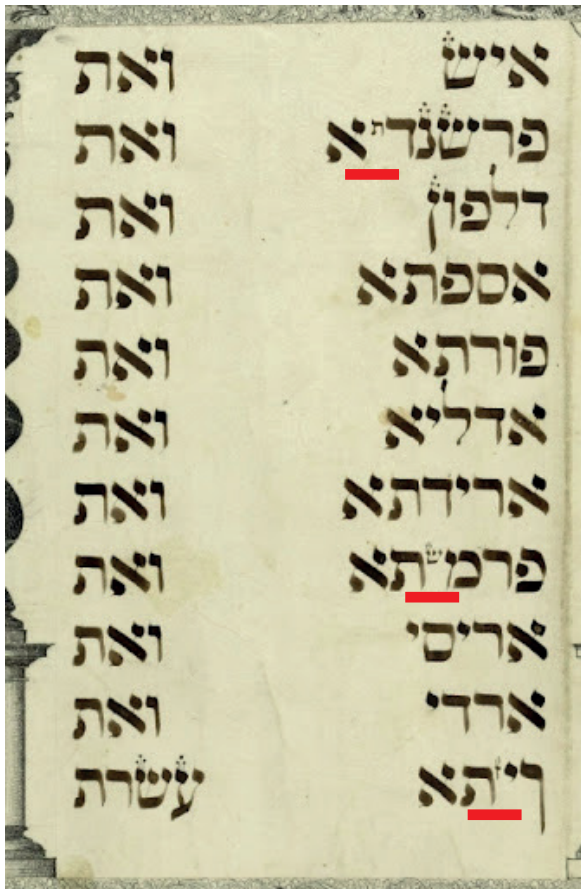 איש ואת
פרשנדתא ואת
דלפון ואת
אספתא ואת
פורתא ואת
אדליא ואת
ארידתא ואת
פרמשתא ואת
אריסי ואת
ארדי ואת
ויזתא עשרת